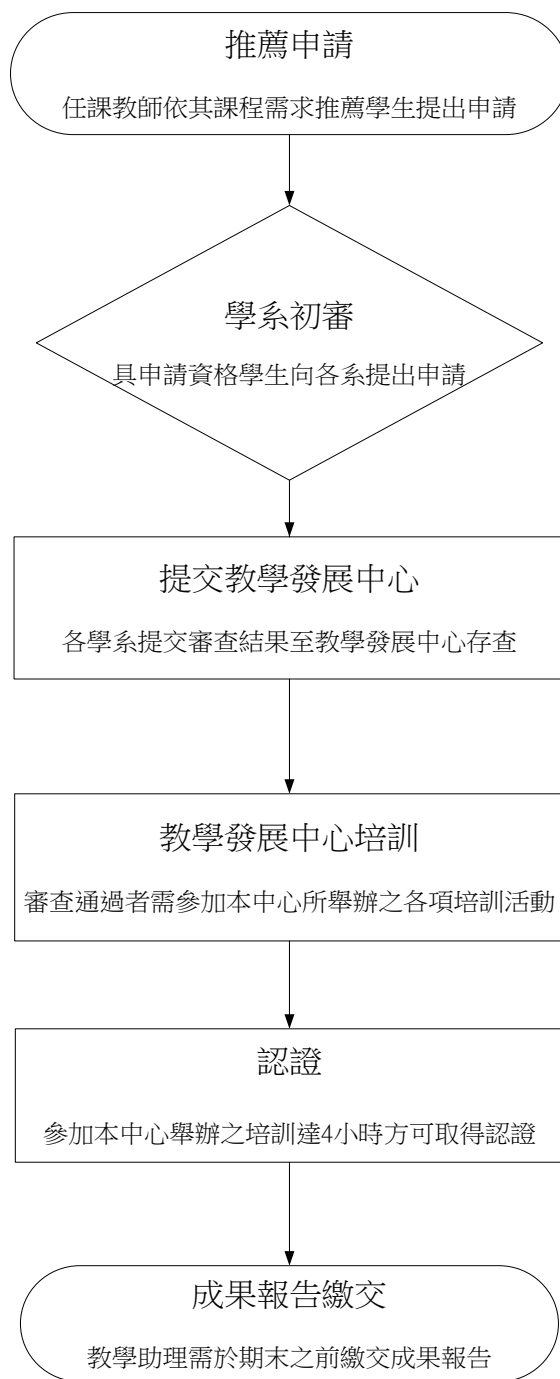 推薦申請
任課教師依其課程需求推薦學生提出申請
學系初審
具申請資格學生向各系提出申請
提交教學發展中心
各學系提交審查結果至教學發展中心存查
教學發展中心培訓
審查通過者需參加本中心所舉辦之各項培訓活動
認證
參加本中心舉辦之培訓達4小時方可取得認證
成果報告繳交
教學助理需於期末之前繳交成果報告